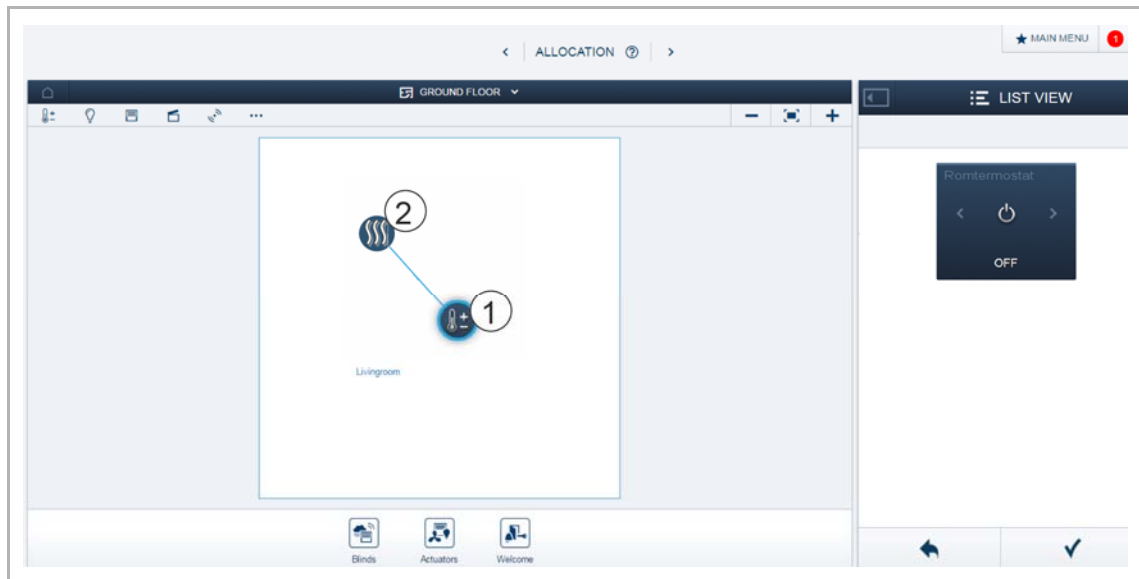 ALLOCATION ?
MAIN MENU 1
GROUND FLOOR
LIST VIEW
Romtermostat
OFF
2
1
Livingroom
Blinds Actuators Welcome